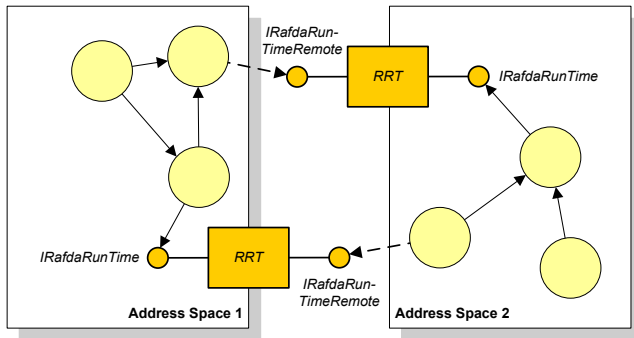 IRafdaRun-
TimeRemote
RRT
IRafdaRunTime
IRafdaRunTime
RRT
IRafdaRun-
TimeRemote
Address Space 1
Address Space 2